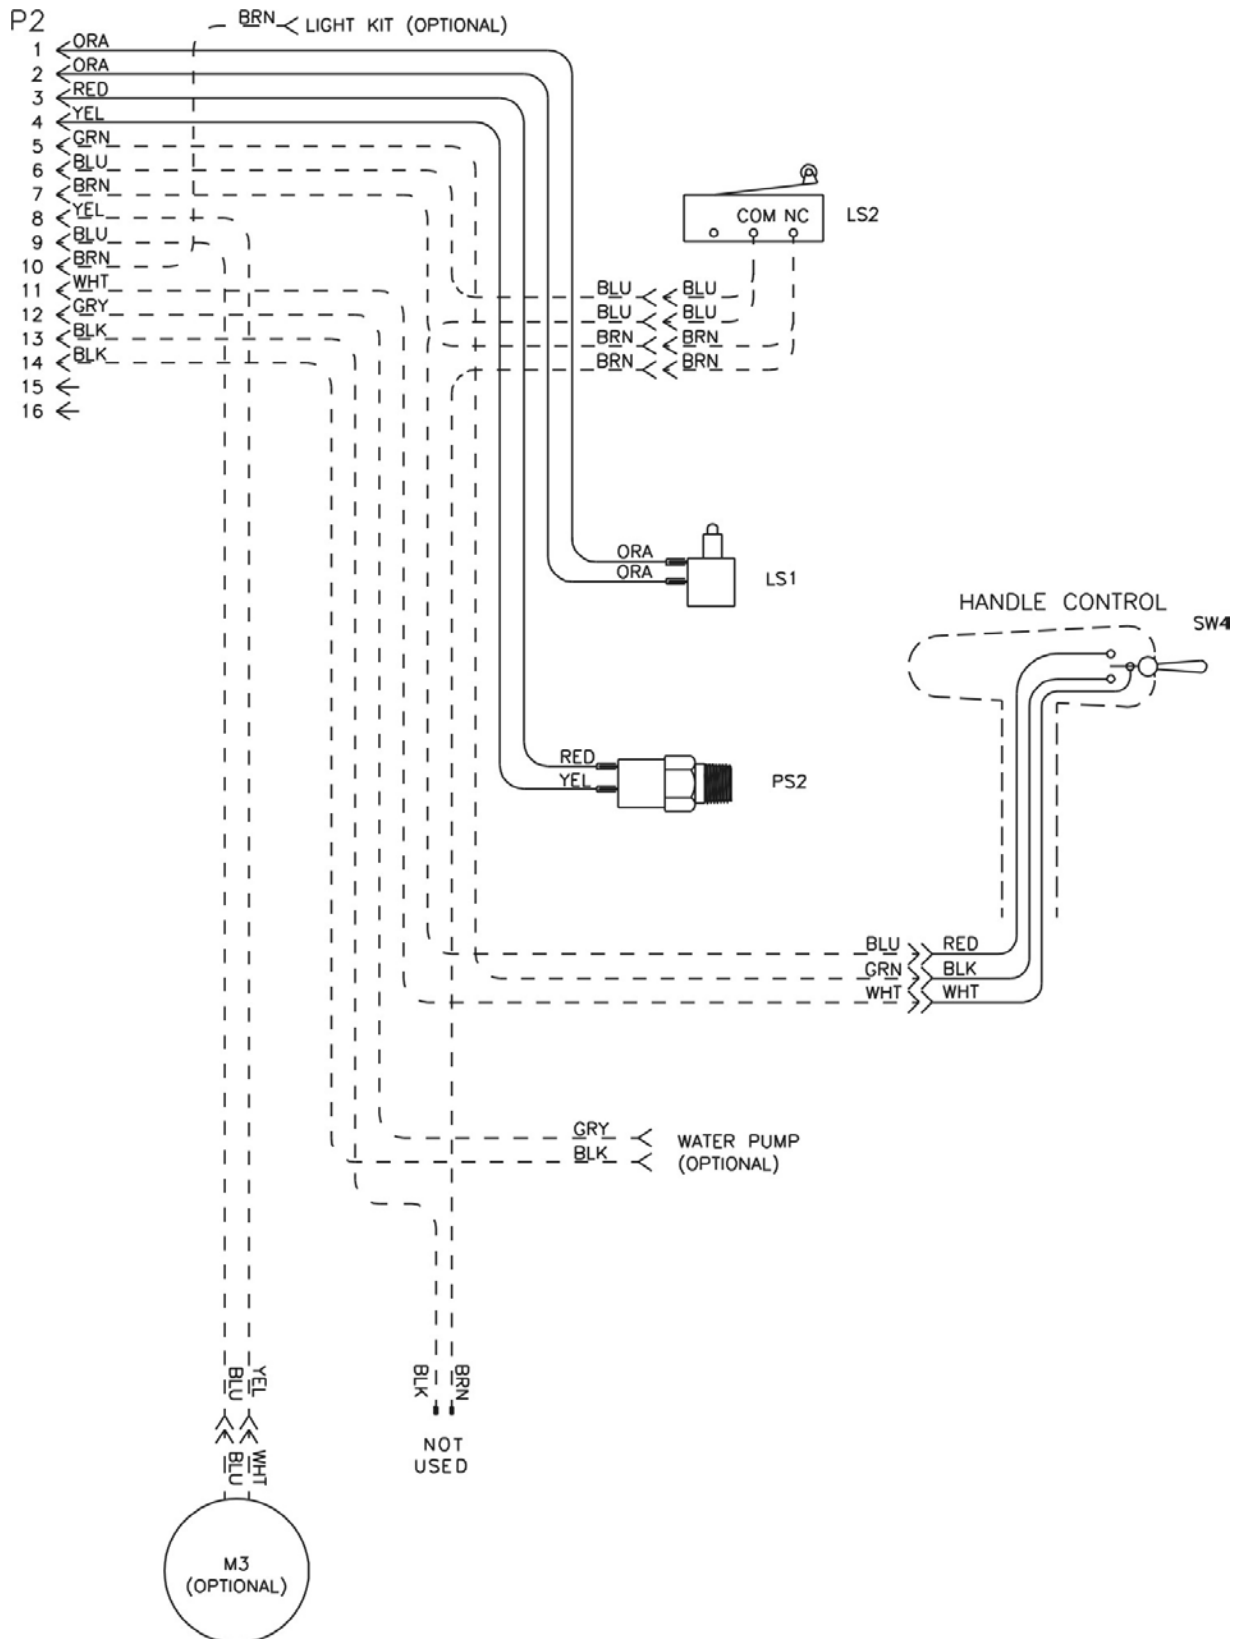 P2
BRN LIGHT KIT (OPTIONAL)
1 ORA
2 ORA
3 RED
4 YEL
5 GRN
6 BLU
7 BRN
8 YEL
9 BLU
10 BRN
11 WHT
12 GRY
13 BLK
14 BLK
15
16
COM NC
LS2
BLU BLU
BLU BLU
BRN BRN
BRN BRN
ORA
ORA
LS1
HANDLE CONTROL
SW4
RED
YEL
PS2
BLU RED
GRN BLK
WHT WHT
GRY
BLK
WATER PUMP
(OPTIONAL)
BLU YEL
BLK BRN
NOT
USED
BLU WHT
M3
(OPTIONAL)